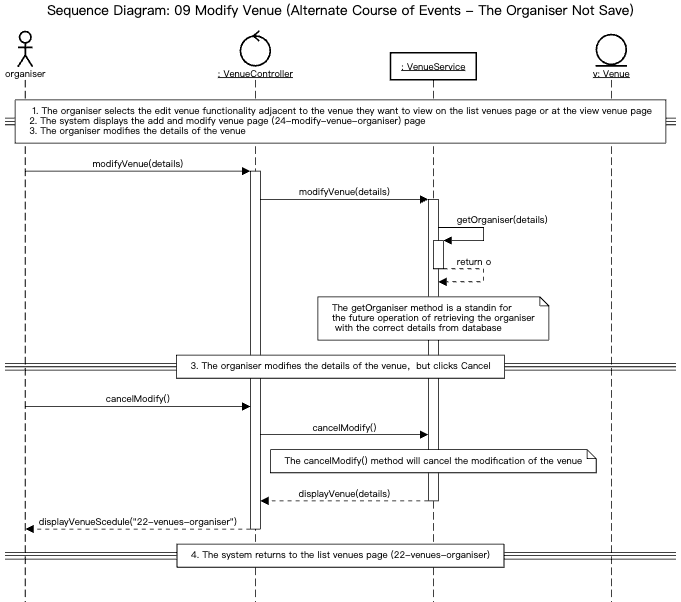 Sequence Diagram: 09 Modify Venue (Alternate Course of Events – The Organiser Not Save)
organiser
: VenueController
: VenueService
v: Venue
1. The organiser selects the edit venue functionality adjacent to the venue they want to view on the list venues page or at the view venue page
2. The system displays the add and modify venue page (24-modify-venue-organiser) page
3. The organiser modifies the details of the venue
modifyVenue(details)
modifyVenue(details)
getOrganiser(details)
return o
The getOrganiser method is a standin for
the future operation of retrieving the organiser
with the correct details from database
3. The organiser modifies the details of the venue, but clicks Cancel
cancelModify()
cancelModify()
The cancelModify() method will cancel the modification of the venue
displayVenue(details)
displayVenueScedule("22-venues-organiser")
4. The system returns to the list venues page (22-venues-organiser)